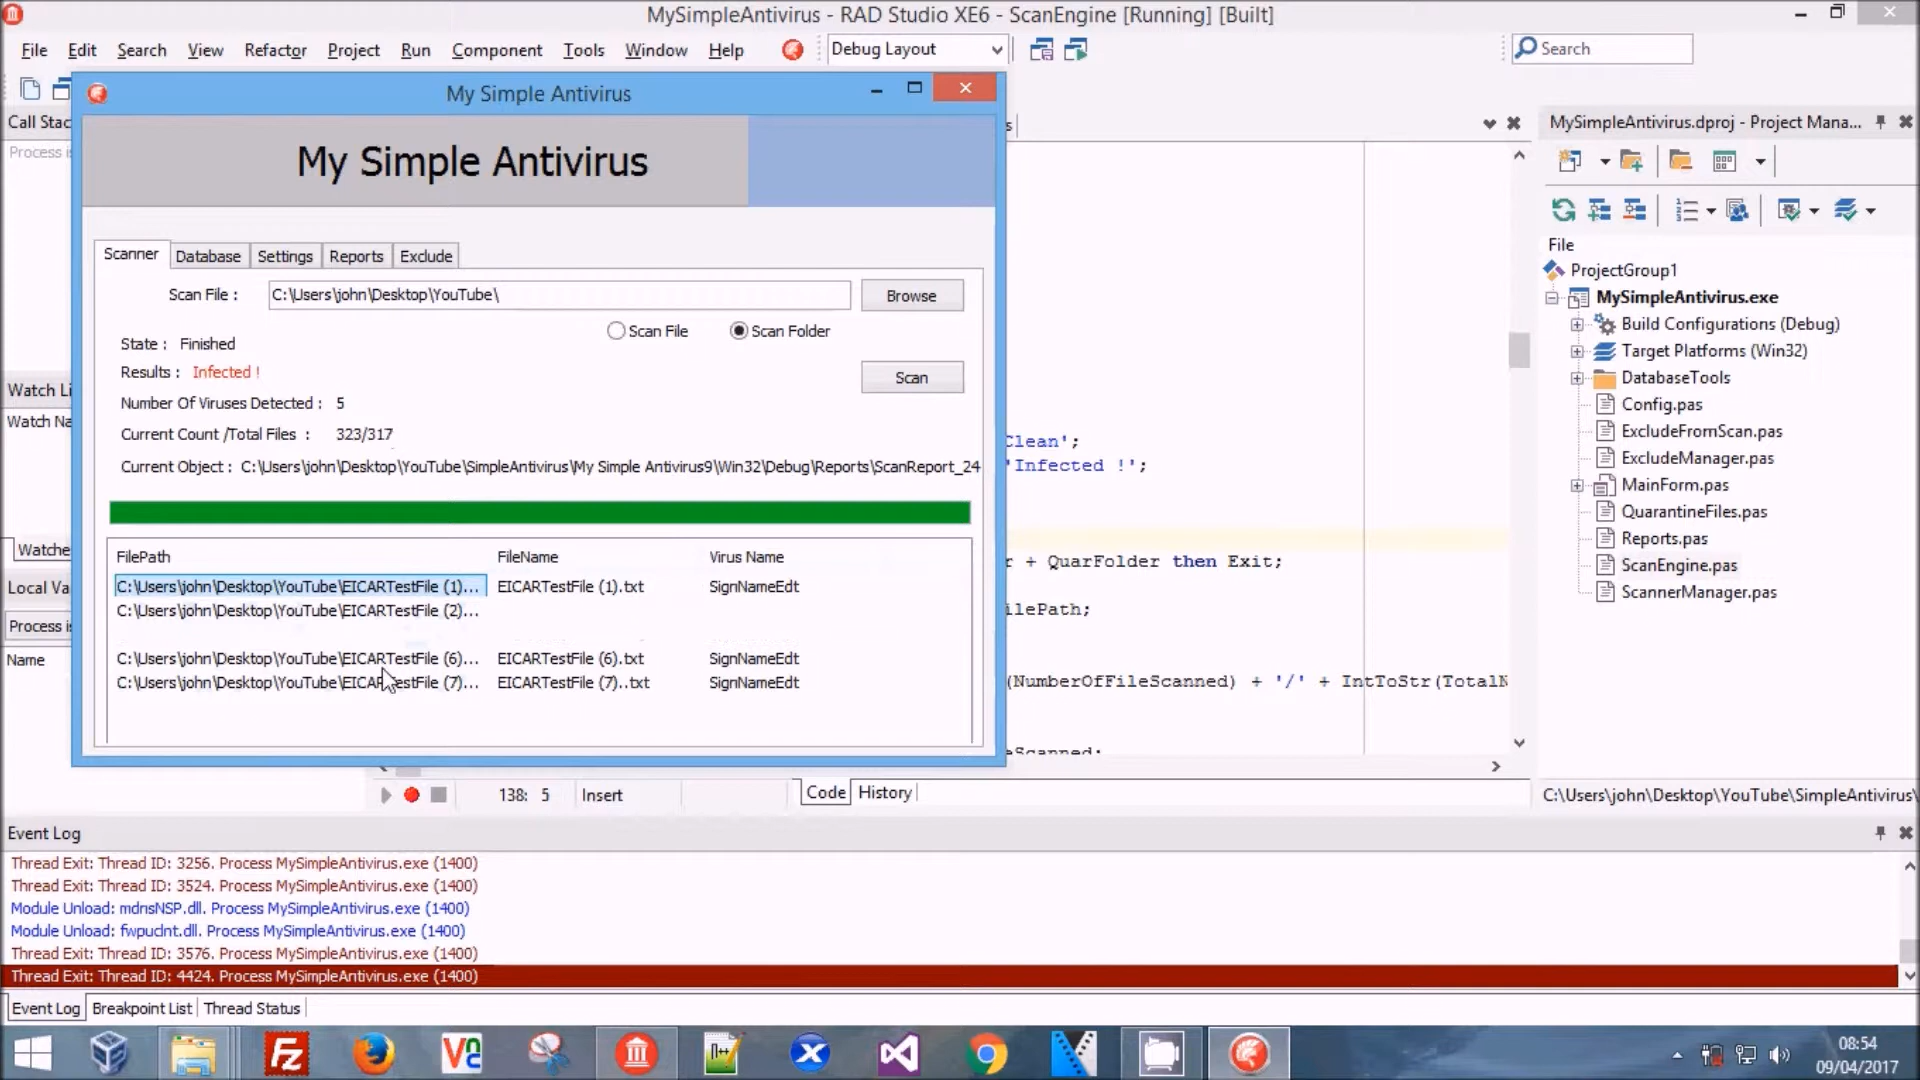 MySimpleAntivirus - RAD Studio XE6 - ScanEngine [Running] [Built]
File Edit Search View Refactor Project Run Component Tools Window Help
Debug Layout
Search
My Simple Antivirus
Call Stac
Process i
s
MySimpleAntivirus.dproj - Project Mana...
My Simple Antivirus
Scanner Database Settings Reports Exclude
Scan File : C:\Users\john\Desktop\YouTube\ Browse
Scan File Scan Folder
State : Finished
Results : Infected !
Scan
Number Of Viruses Detected : 5
Current Count /Total Files : 323/317
Current Object : C:\Users\john\Desktop\YouTube\SimpleAntivirus\My Simple Antivirus9\Win32\Debug\Reports\ScanReport_24
FilePath FileName Virus Name
C:\Users\john\Desktop\YouTube\EICARTestFile (1)... EICARTestFile (1).txt SignNameEdt
C:\Users\john\Desktop\YouTube\EICARTestFile (2)...
C:\Users\john\Desktop\YouTube\EICARTestFile (6)... EICARTestFile (6).txt SignNameEdt
C:\Users\john\Desktop\YouTube\EICARTestFile (7)... EICARTestFile (7)..txt SignNameEdt
Watch Li
Watch Na
Watche
Local Va
Process i
Name
Clean';
'Infected !';
r + QuarFolder then Exit;
ilePath;
(NumberOfFileScanned) + '/' + IntToStr(TotalN
eScanned;
File
ProjectGroup1
MySimpleAntivirus.exe
Build Configurations (Debug)
Target Platforms (Win32)
DatabaseTools
Config.pas
ExcludeFromScan.pas
ExcludeManager.pas
MainForm.pas
QuarantineFiles.pas
Reports.pas
ScanEngine.pas
ScannerManager.pas
138: 5 Insert Code History
C:\Users\john\Desktop\YouTube\SimpleAntivirus\
Event Log
Thread Exit: Thread ID: 3256. Process MySimpleAntivirus.exe (1400)
Thread Exit: Thread ID: 3524. Process MySimpleAntivirus.exe (1400)
Module Unload: mdnsNSP.dll. Process MySimpleAntivirus.exe (1400)
Module Unload: fwpuclnt.dll. Process MySimpleAntivirus.exe (1400)
Thread Exit: Thread ID: 3576. Process MySimpleAntivirus.exe (1400)
Thread Exit: Thread ID: 4424. Process MySimpleAntivirus.exe (1400)
Event Log Breakpoint List Thread Status
08:54
09/04/2017